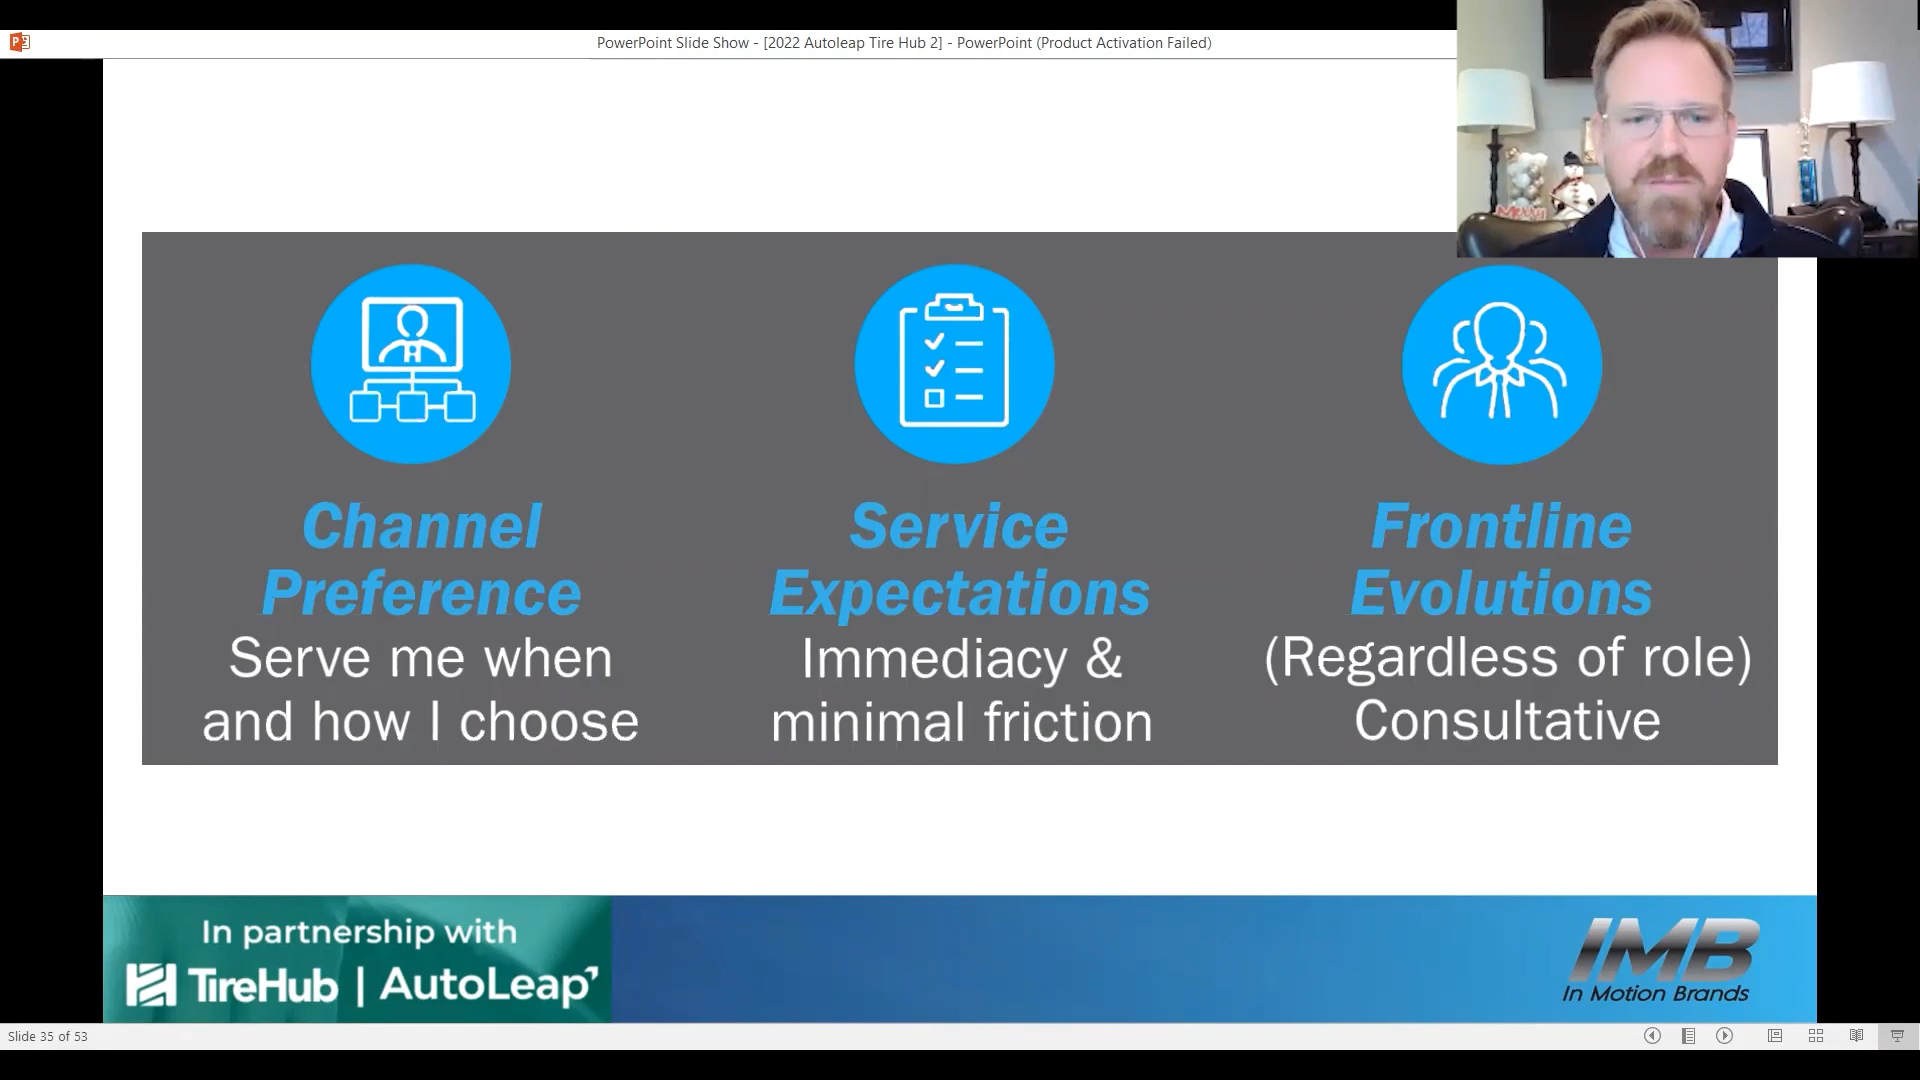 PowerPoint Slide Show - [2022 Autoleap Tire Hub 2] - PowerPoint (Product Activation Failed)
Channel
Preference
Serve me when
and how I choose
Service
Expectations
Immediacy &
minimal friction
Frontline
Evolutions
(Regardless of role)
Consultative
In partnership with
TireHub | AutoLeap
IMB
In Motion Brands
Slide 35 of 53